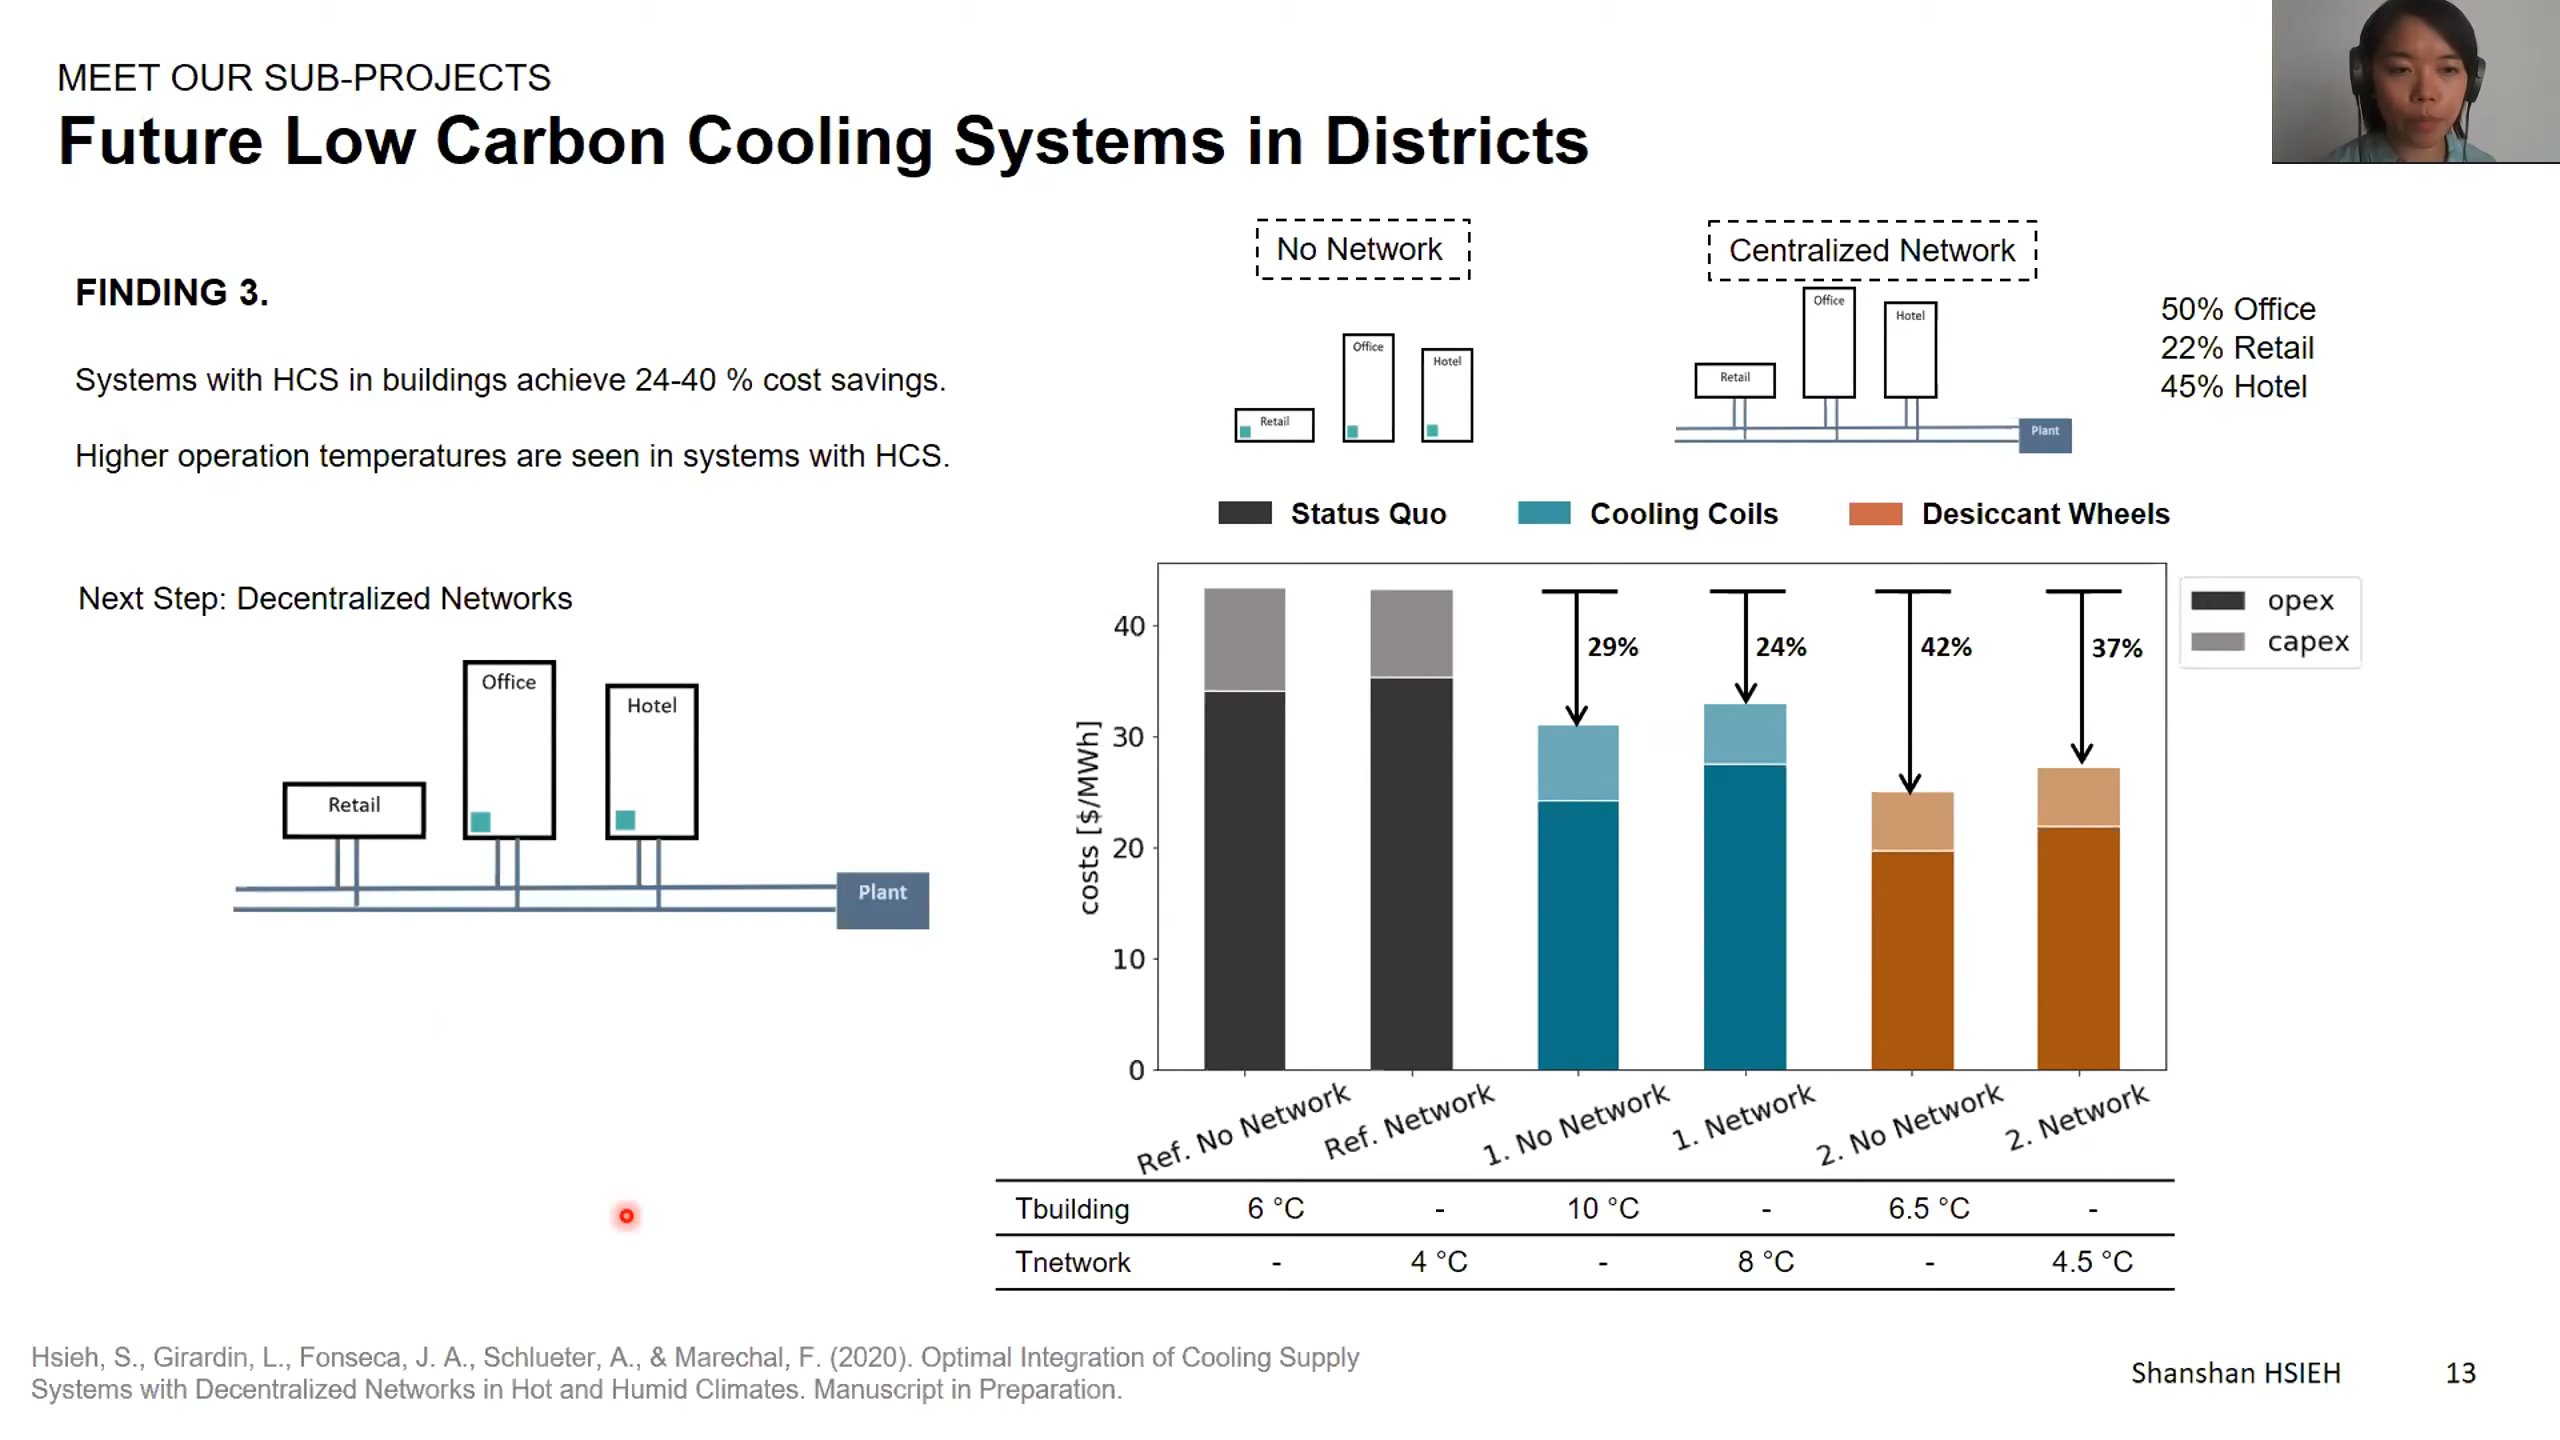 MEET OUR SUB-PROJECTS
Future Low Carbon Cooling Systems in Districts
FINDING 3.
Systems with HCS in buildings achieve 24-40 % cost savings.
Higher operation temperatures are seen in systems with HCS.
Next Step: Decentralized Networks
Retail
Office
Hotel
Plant
No Network
Retail
Office
Hotel
Centralized Network
Retail
Office
Hotel
Plant
50% Office
22% Retail
45% Hotel
Status Quo
Cooling Coils
Desiccant Wheels
costs [$/MWh]
40
30
20
10
0
29%
24%
42%
37%
opex
capex
Ref. No Network
Ref. Network
1. No Network
1. Network
2. No Network
2. Network
Tbuilding 6 °C - 10 °C - 6.5 °C -
Tnetwork - 4 °C - 8 °C - 4.5 °C
Hsieh, S., Girardin, L., Fonseca, J. A., Schlueter, A., & Marechal, F. (2020). Optimal Integration of Cooling Supply
Systems with Decentralized Networks in Hot and Humid Climates. Manuscript in Preparation.
Shanshan HSIEH
13